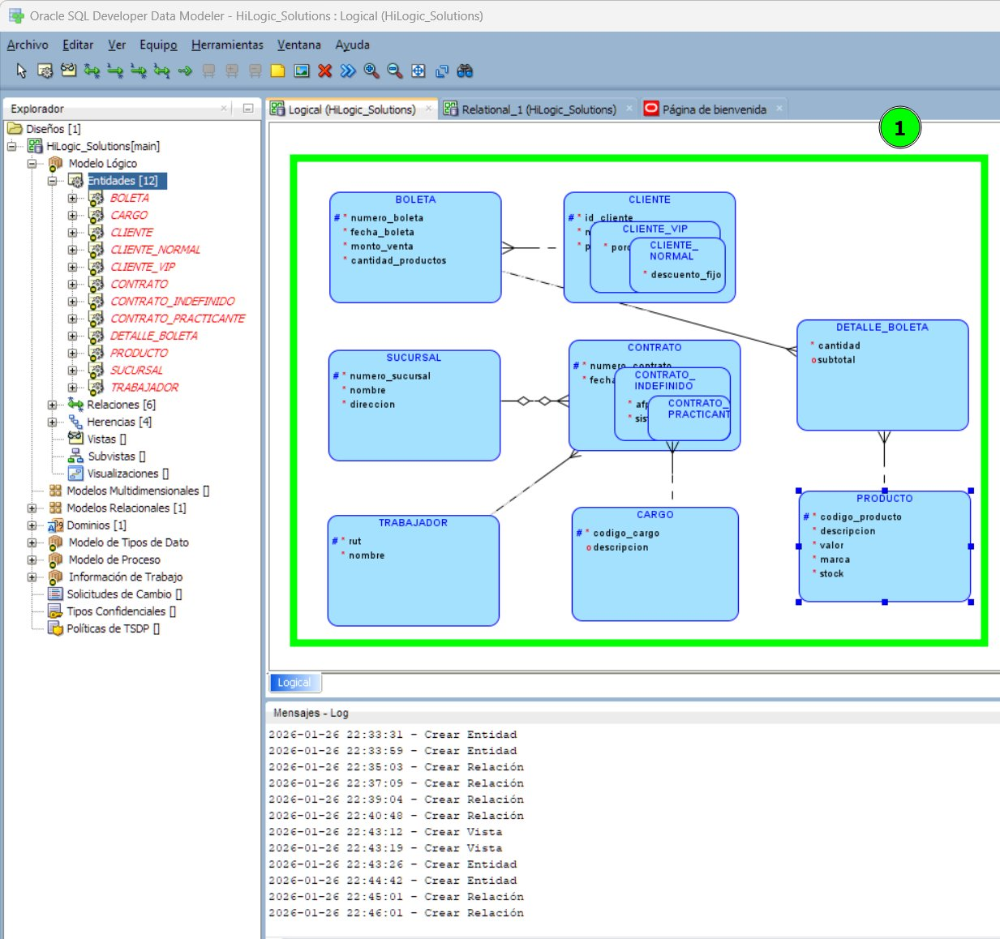 Oracle SQL Developer Data Modeler - HiLogic_Solutions : Logical (HiLogic_Solutions)
Archivo Editar Ver Equipo Herramientas Ventana Ayuda
Explorador
Diseños [1]
HiLogic_Solutions[main]
Modelo Lógico
Entidades [12]
BOLETA
CARGO
CLIENTE
CLIENTE_NORMAL
CLIENTE_VIP
CONTRATO
CONTRATO_INDEFINIDO
CONTRATO_PRACTICANTE
DETALLE_BOLETA
PRODUCTO
SUCURSAL
TRABAJADOR
Relaciones [6]
Herencias [4]
Vistas []
Subvistas []
Visualizaciones []
Modelos Multidimensionales []
Modelos Relacionales [1]
Dominios [1]
Modelo de Tipos de Dato
Modelo de Proceso
Información de Trabajo
Solicitudes de Cambio []
Tipos Confidenciales []
Políticas de TSDP []
Logical (HiLogic_Solutions)
Relational_1 (HiLogic_Solutions)
Página de bienvenida
1
BOLETA
# * numero_boleta
* fecha_boleta
* monto_venta
* cantidad_productos
CLIENTE
# * id_cliente
* n
* p
CLIENTE_VIP
* porc
CLIENTE_
NORMAL
* descuento_fijo
DETALLE_BOLETA
* cantidad
o subtotal
SUCURSAL
# * numero_sucursal
* nombre
* direccion
CONTRATO
# * numero_contrato
* fecha
CONTRATO_
INDEFINIDO
* afp
* sis
CONTRATO_
PRACTICANT
TRABAJADOR
# * rut
* nombre
CARGO
# * codigo_cargo
o descripcion
PRODUCTO
# * codigo_producto
* descripcion
* valor
* marca
* stock
Logical
Mensajes - Log
2026-01-26 22:33:31 - Crear Entidad
2026-01-26 22:33:59 - Crear Entidad
2026-01-26 22:35:03 - Crear Relación
2026-01-26 22:37:09 - Crear Relación
2026-01-26 22:39:04 - Crear Relación
2026-01-26 22:40:48 - Crear Relación
2026-01-26 22:43:12 - Crear Vista
2026-01-26 22:43:19 - Crear Vista
2026-01-26 22:43:26 - Crear Entidad
2026-01-26 22:44:42 - Crear Entidad
2026-01-26 22:45:01 - Crear Relación
2026-01-26 22:46:01 - Crear Relación